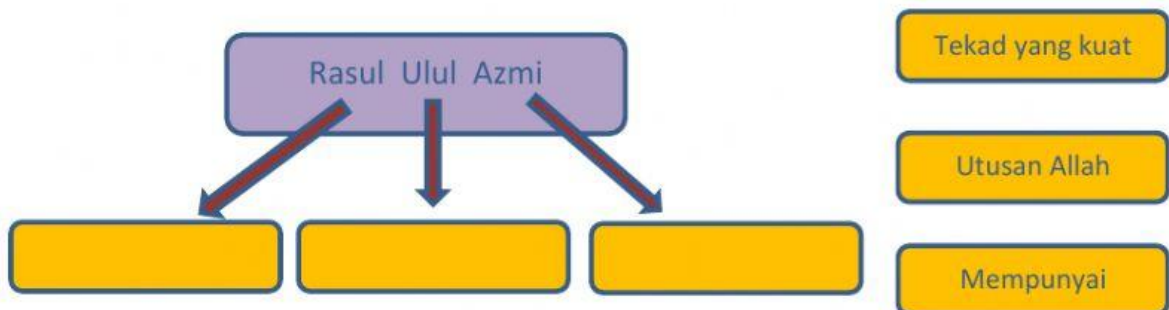 Rasul Ulul Azmi
Tekad yang kuat
Utusan Allah
Mempunyai